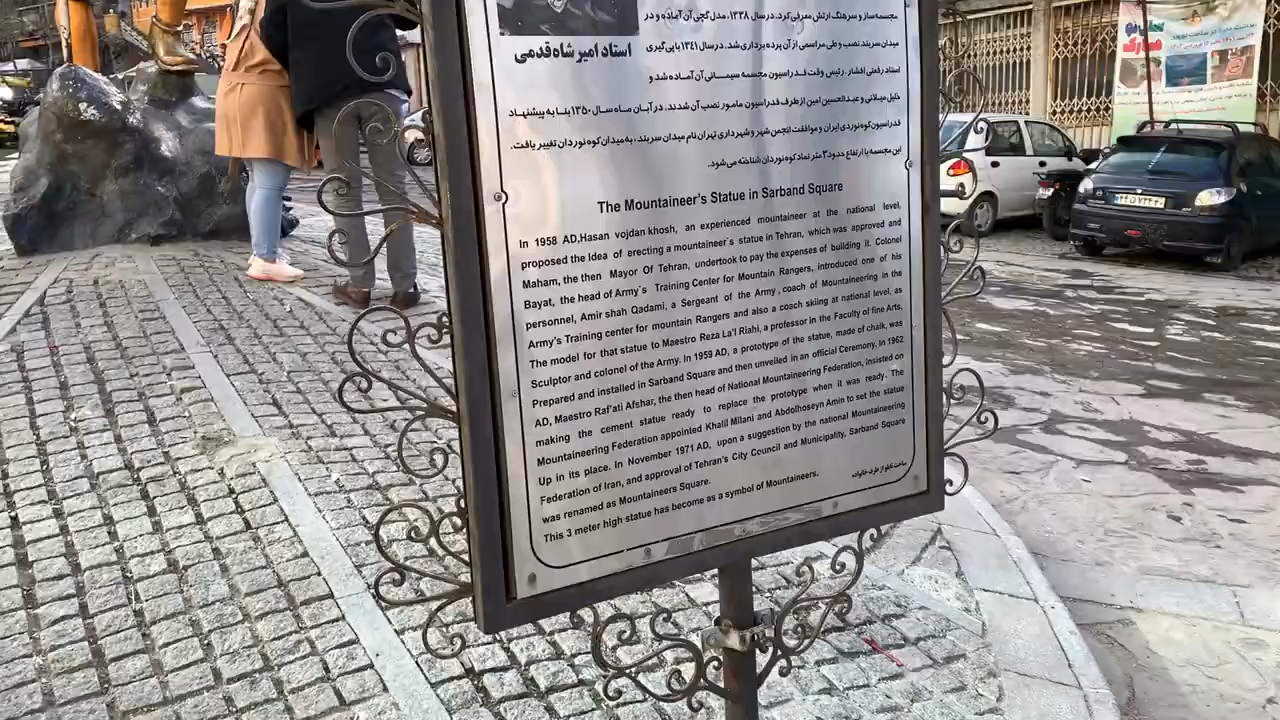 استاد امیر شاه‌قدمی
مجسمه‌ساز و سرهنگ ارتش معرفی کرد. در سال ۱۳۳۸، مدل گچی آن آماده و در
میدان سربند نصب و طی مراسمی از آن پرده برداری شد. در سال ۱۳۴۱ با پی‌گیری
استاد رفعتی افشار، رئیس وقت فدراسیون مجسمه سیمانی آن آماده شد و
خلیل میلانی و عبدالحسین امین از طرف فدراسیون مامور نصب آن شدند. در آبان ماه سال ۱۳۵۰ بنا به پیشنهاد
فدراسیون کوه‌نوردی ایران و موافقت انجمن شهر و شهرداری تهران نام میدان سربند، به میدان کوه نوردان تغییر یافت.
این مجسمه با ارتفاع حدود ۳ متر نماد کوه نوردان شناخته می‌شود.
The Mountaineer's Statue in Sarband Square
In 1958 AD,Hasan vojdan khosh, an experienced mountaineer at the national level,
proposed the Idea of erecting a mountaineer's statue in Tehran, which was approved and
Maham, the then Mayor Of Tehran, undertook to pay the expenses of building it. Colonel
Bayat, the head of Army's Training Center for Mountain Rangers, introduced one of his
personnel, Amir shah Qadami, a Sergeant of the Army, coach of Mountaineering in the
Army's Training center for mountain Rangers and also a coach skiing at national level, as
The model for that statue to Maestro Reza La'l Riahi, a professor in the Faculty of fine Arts,
Sculptor and colonel of the Army. In 1959 AD, a prototype of the statue, made of chalk, was
Prepared and installed in Sarband Square and then unveiled in an official Ceremony. in 1962
AD, Maestro Raf'ati Afshar, the then head of National Mountaineering Federation, insisted on
making the cement statue ready to replace the prototype when it was ready. The
Mountaineering Federation appointed Khalil Milani and Abdolhoseyn Amin to set the statue
Up in its place. In November 1971 AD, upon a suggestion by the national Mountaineering
Federation of Iran, and approval of Tehran's City Council and Municipality, Sarband Square
was renamed as Mountaineers Square.
This 3 meter high statue has become as a symbol of Mountaineers.
ساخت تابلو از طرف خانواده